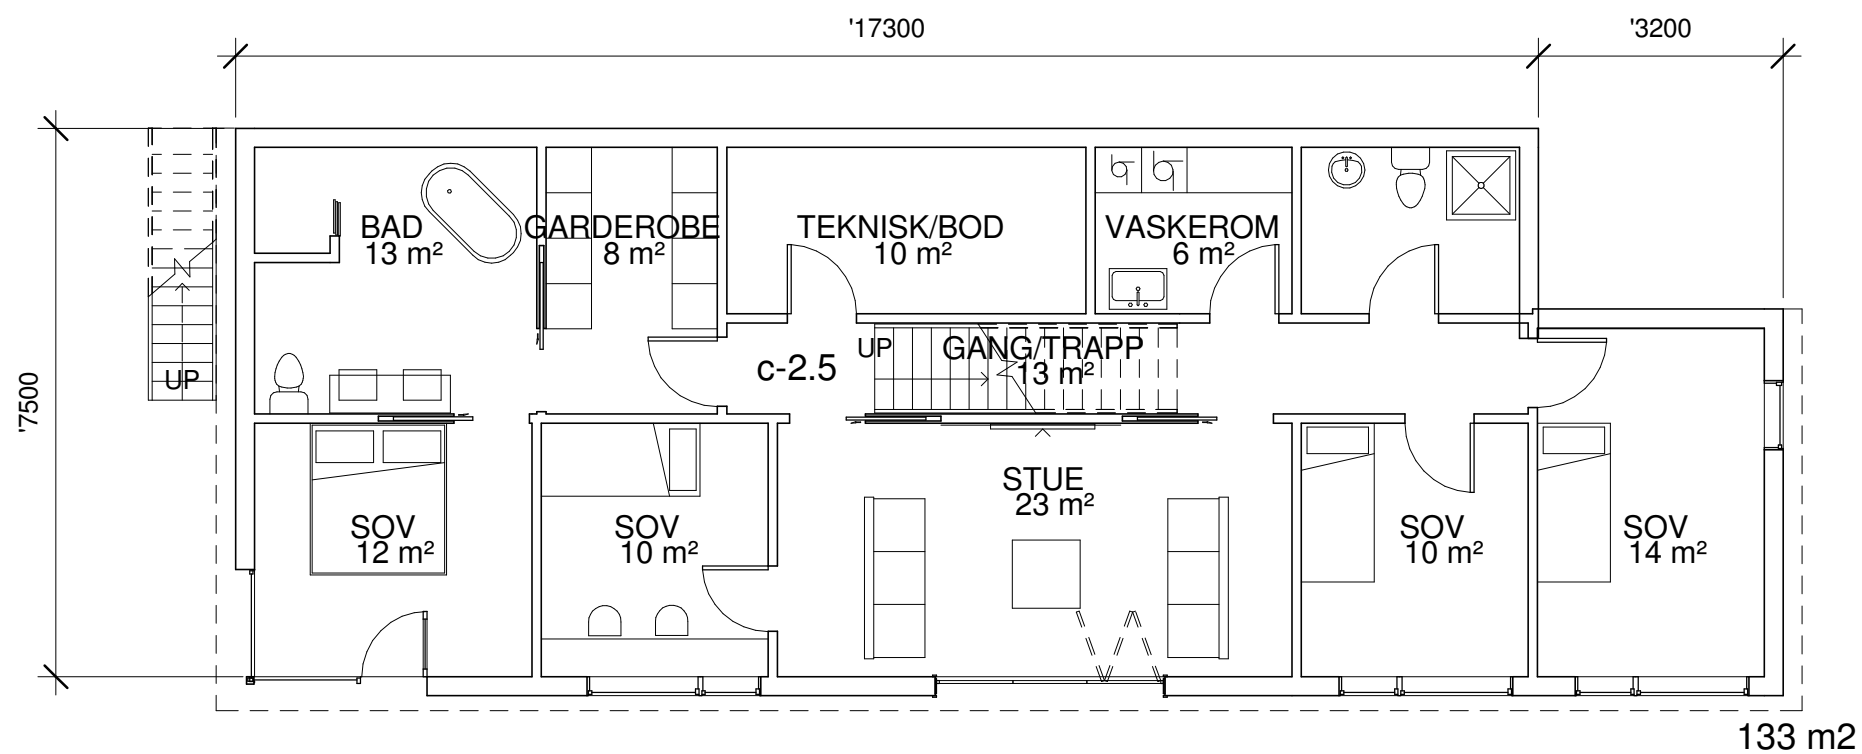 '17300
'3200
'7500
UP
BAD
13 m²
GARDEROBE
8 m²
TEKNISK/BOD
10 m²
VASKEROM
6 m²
c-2.5
UP
GANG/TRAPP
13 m²
STUE
23 m²
SOV
12 m²
SOV
10 m²
SOV
10 m²
SOV
14 m²
133 m2